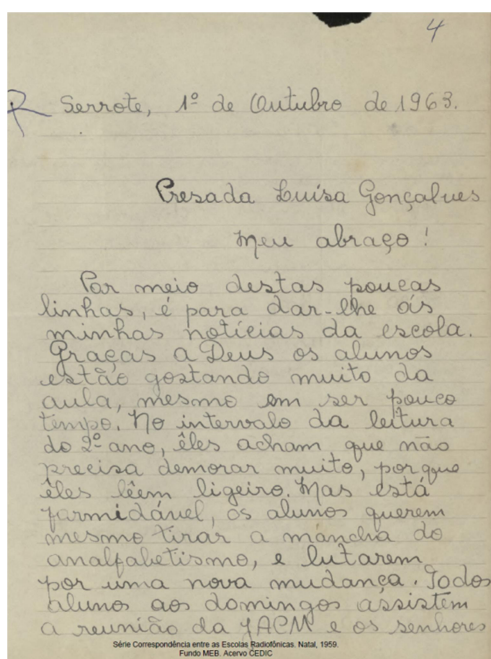 4
R Serrote, 1º de Outubro de 1963.
Presada Luísa Gonçalves
Meu abraço!
Por meio destas poucas
linhas, é para dar-lhe ás
minhas notícias da escola.
Graças a Deus os alunos
estão gostando muito da
aula, mesmo em ser pouco
tempo. No intervalo da leitura
do 2º ano, êles acham que não
precisa demorar muito, porque
êles lêem ligeiro. Mas está
formidável, os alunos querem
mesmo tirar a mancha do
analfabetismo, e lutarem
por uma nova mudança. Todos
alunos aos domingos assistem
a reunião da JACM e os senhores
Série Correspondência entre as Escolas Radiofônicas. Natal, 1959.
Fundo MEB. Acervo CEDIC